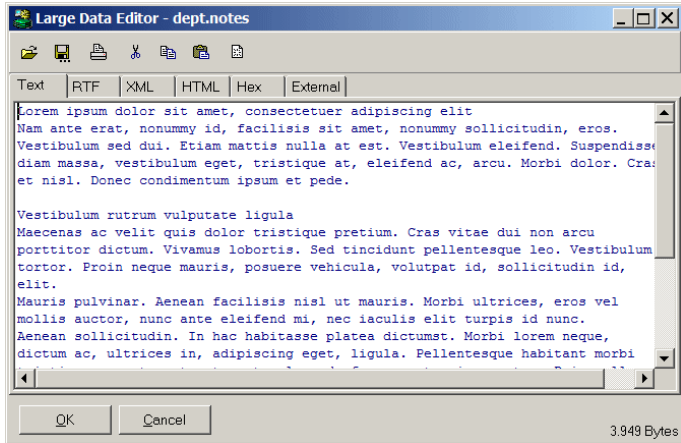 Large Data Editor - dept.notes
Text RTF XML HTML Hex External
Lorem ipsum dolor sit amet, consectetuer adipiscing elit
Nam ante erat, nonummy id, facilisis sit amet, nonummy sollicitudin, eros.
Vestibulum sed dui. Etiam mattis nulla at est. Vestibulum eleifend. Suspendisse
diam massa, vestibulum eget, tristique at, eleifend ac, arcu. Morbi dolor. Cras
et nisl. Donec condimentum ipsum et pede.
Vestibulum rutrum vulputate ligula
Maecenas ac velit quis dolor tristique pretium. Cras vitae dui non arcu
porttitor dictum. Vivamus lobortis. Sed tincidunt pellentesque leo. Vestibulum
tortor. Proin neque mauris, posuere vehicula, volutpat id, sollicitudin id,
elit.
Mauris pulvinar. Aenean facilisis nisl ut mauris. Morbi ultrices, eros vel
mollis auctor, nunc ante eleifend mi, nec iaculis elit turpis id nunc.
Aenean sollicitudin. In hac habitasse platea dictumst. Morbi lorem neque,
dictum ac, ultrices in, adipiscing eget, ligula. Pellentesque habitant morbi
OK Cancel
3.949 Bytes